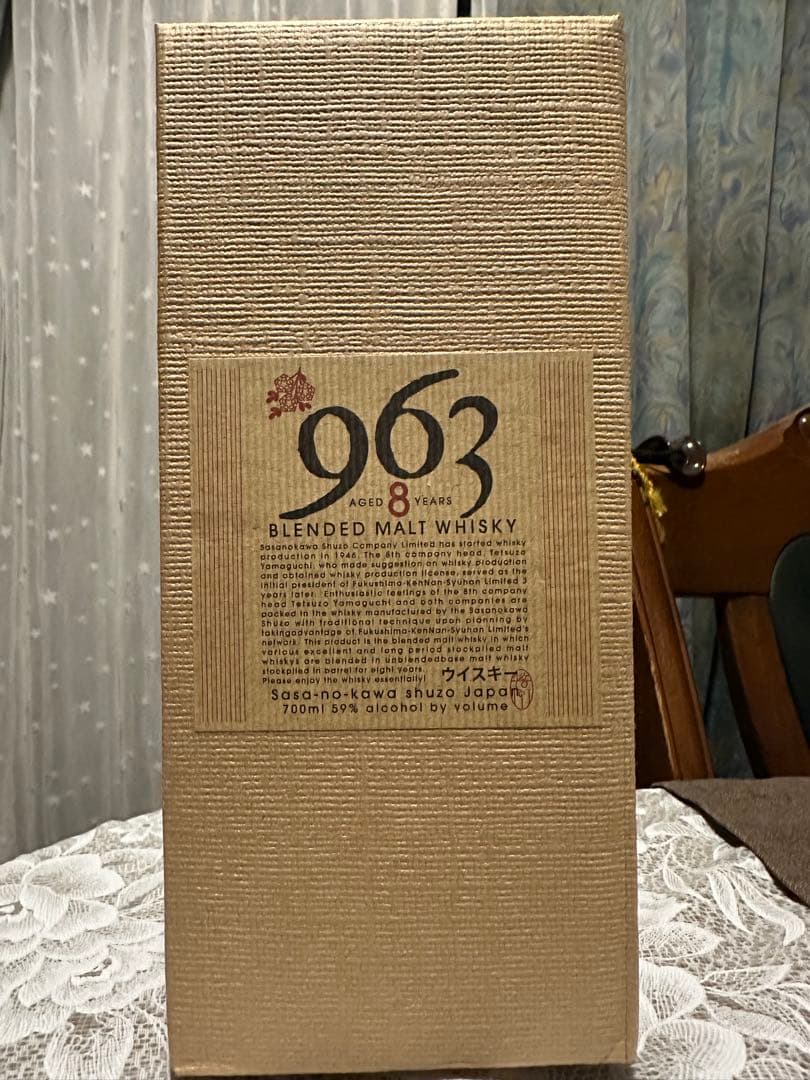 963
AGED 8 YEARS
BLENDED MALT WHISKY
Sasanokawa Shuzo Company Limited has started whisky
production in 1946. The 8th company head, Tetsuzo
Yamaguchi, who made suggestion on whisky production
and obtained whisky production license, served as the
initial president of Fukushima-KenNan-Syuhan Limited 3
years later. Enthusiastic feelings of the 8th company
head Tetsuzo Yamaguchi and both companies are
packed in the whisky manufactured by the Sasanokawa
Shuzo with traditional technique upon planning by
takingadvantage of Fukushima-KenNan-Syuhan Limited's
network. This product is the blended malt whisky in which
various excellent and long period stockpiled malt
whiskys are blended in unblendedbase malt whisky
stockpiled in barrel for eight years.
Please enjoy the whisky essentially! ウイスキー
Sasa-no-kawa shuzo Japan
700ml 59% alcohol by volume